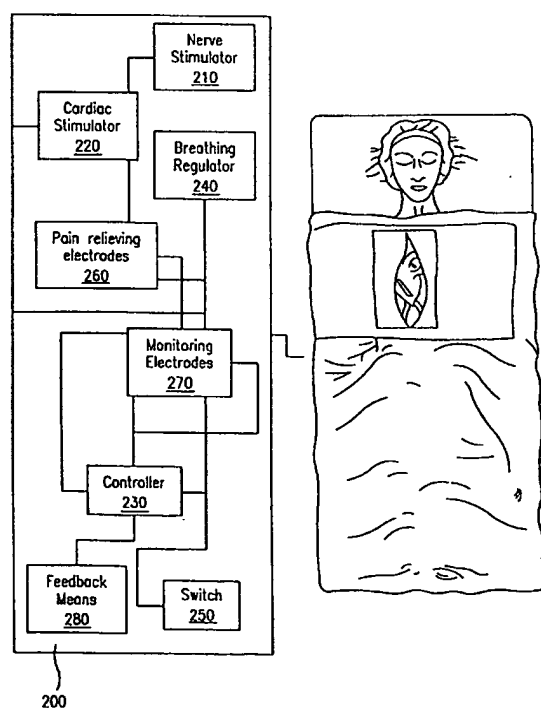 Nerve
Stimulator
210
Cardiac
Stimulator
220
Breathing
Regulator
240
Pain relieving
electrodes
260
Monitoring
Electrodes
270
Controller
230
Feedback
Means
280
Switch
250
200